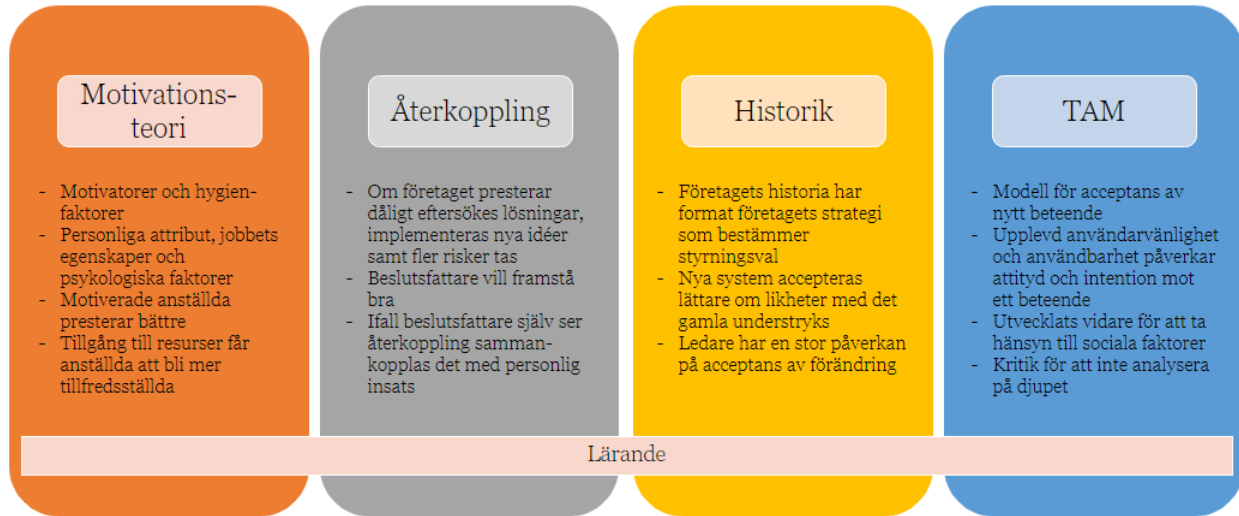 Motivations-
teori
- Motivatorer och hygien-
faktorer
- Personliga attribut, jobbets
egenskaper och
psykologiska faktorer
- Motiverade anställda
presterar bättre
- Tillgång till resurser får
anställda att bli mer
tillfredsställda
Återkoppling
- Om företaget presterar
dåligt eftersökes lösningar,
implementeras nya idéer
samt fler risker tas
- Beslutsfattare vill framstå
bra
- Ifall beslutsfattare själv ser
återkoppling samman-
kopplas det med personlig
insats
Historik
- Företagets historia har
format företagets strategi
som bestämmer
styrningsval
- Nya system accepteras
lättare om likheter med det
gamla understryks
- Ledare har en stor påverkan
på acceptans av förändring
TAM
- Modell för acceptans av
nytt beteende
- Upplevd användarvänlighet
och användbarhet påverkar
attityd och intention mot
ett beteende
- Utvecklats vidare för att ta
hänsyn till sociala faktorer
- Kritik för att inte analysera
på djupet
Lärande